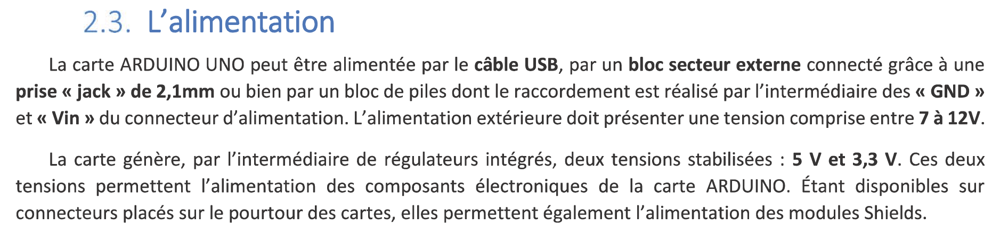 2.3. L’alimentation
La carte ARDUINO UNO peut être alimentée par le câble USB, par un bloc secteur externe connecté grâce à une
prise « jack » de 2,1mm ou bien par un bloc de piles dont le raccordement est réalisé par l’intermédiaire des « GND »
et « Vin » du connecteur d’alimentation. L’alimentation extérieure doit présenter une tension comprise entre 7 à 12V.
La carte génère, par l’intermédiaire de régulateurs intégrés, deux tensions stabilisées : 5 V et 3,3 V. Ces deux
tensions permettent l’alimentation des composants électroniques de la carte ARDUINO. Étant disponibles sur
connecteurs placés sur le pourtour des cartes, elles permettent également l’alimentation des modules Shields.